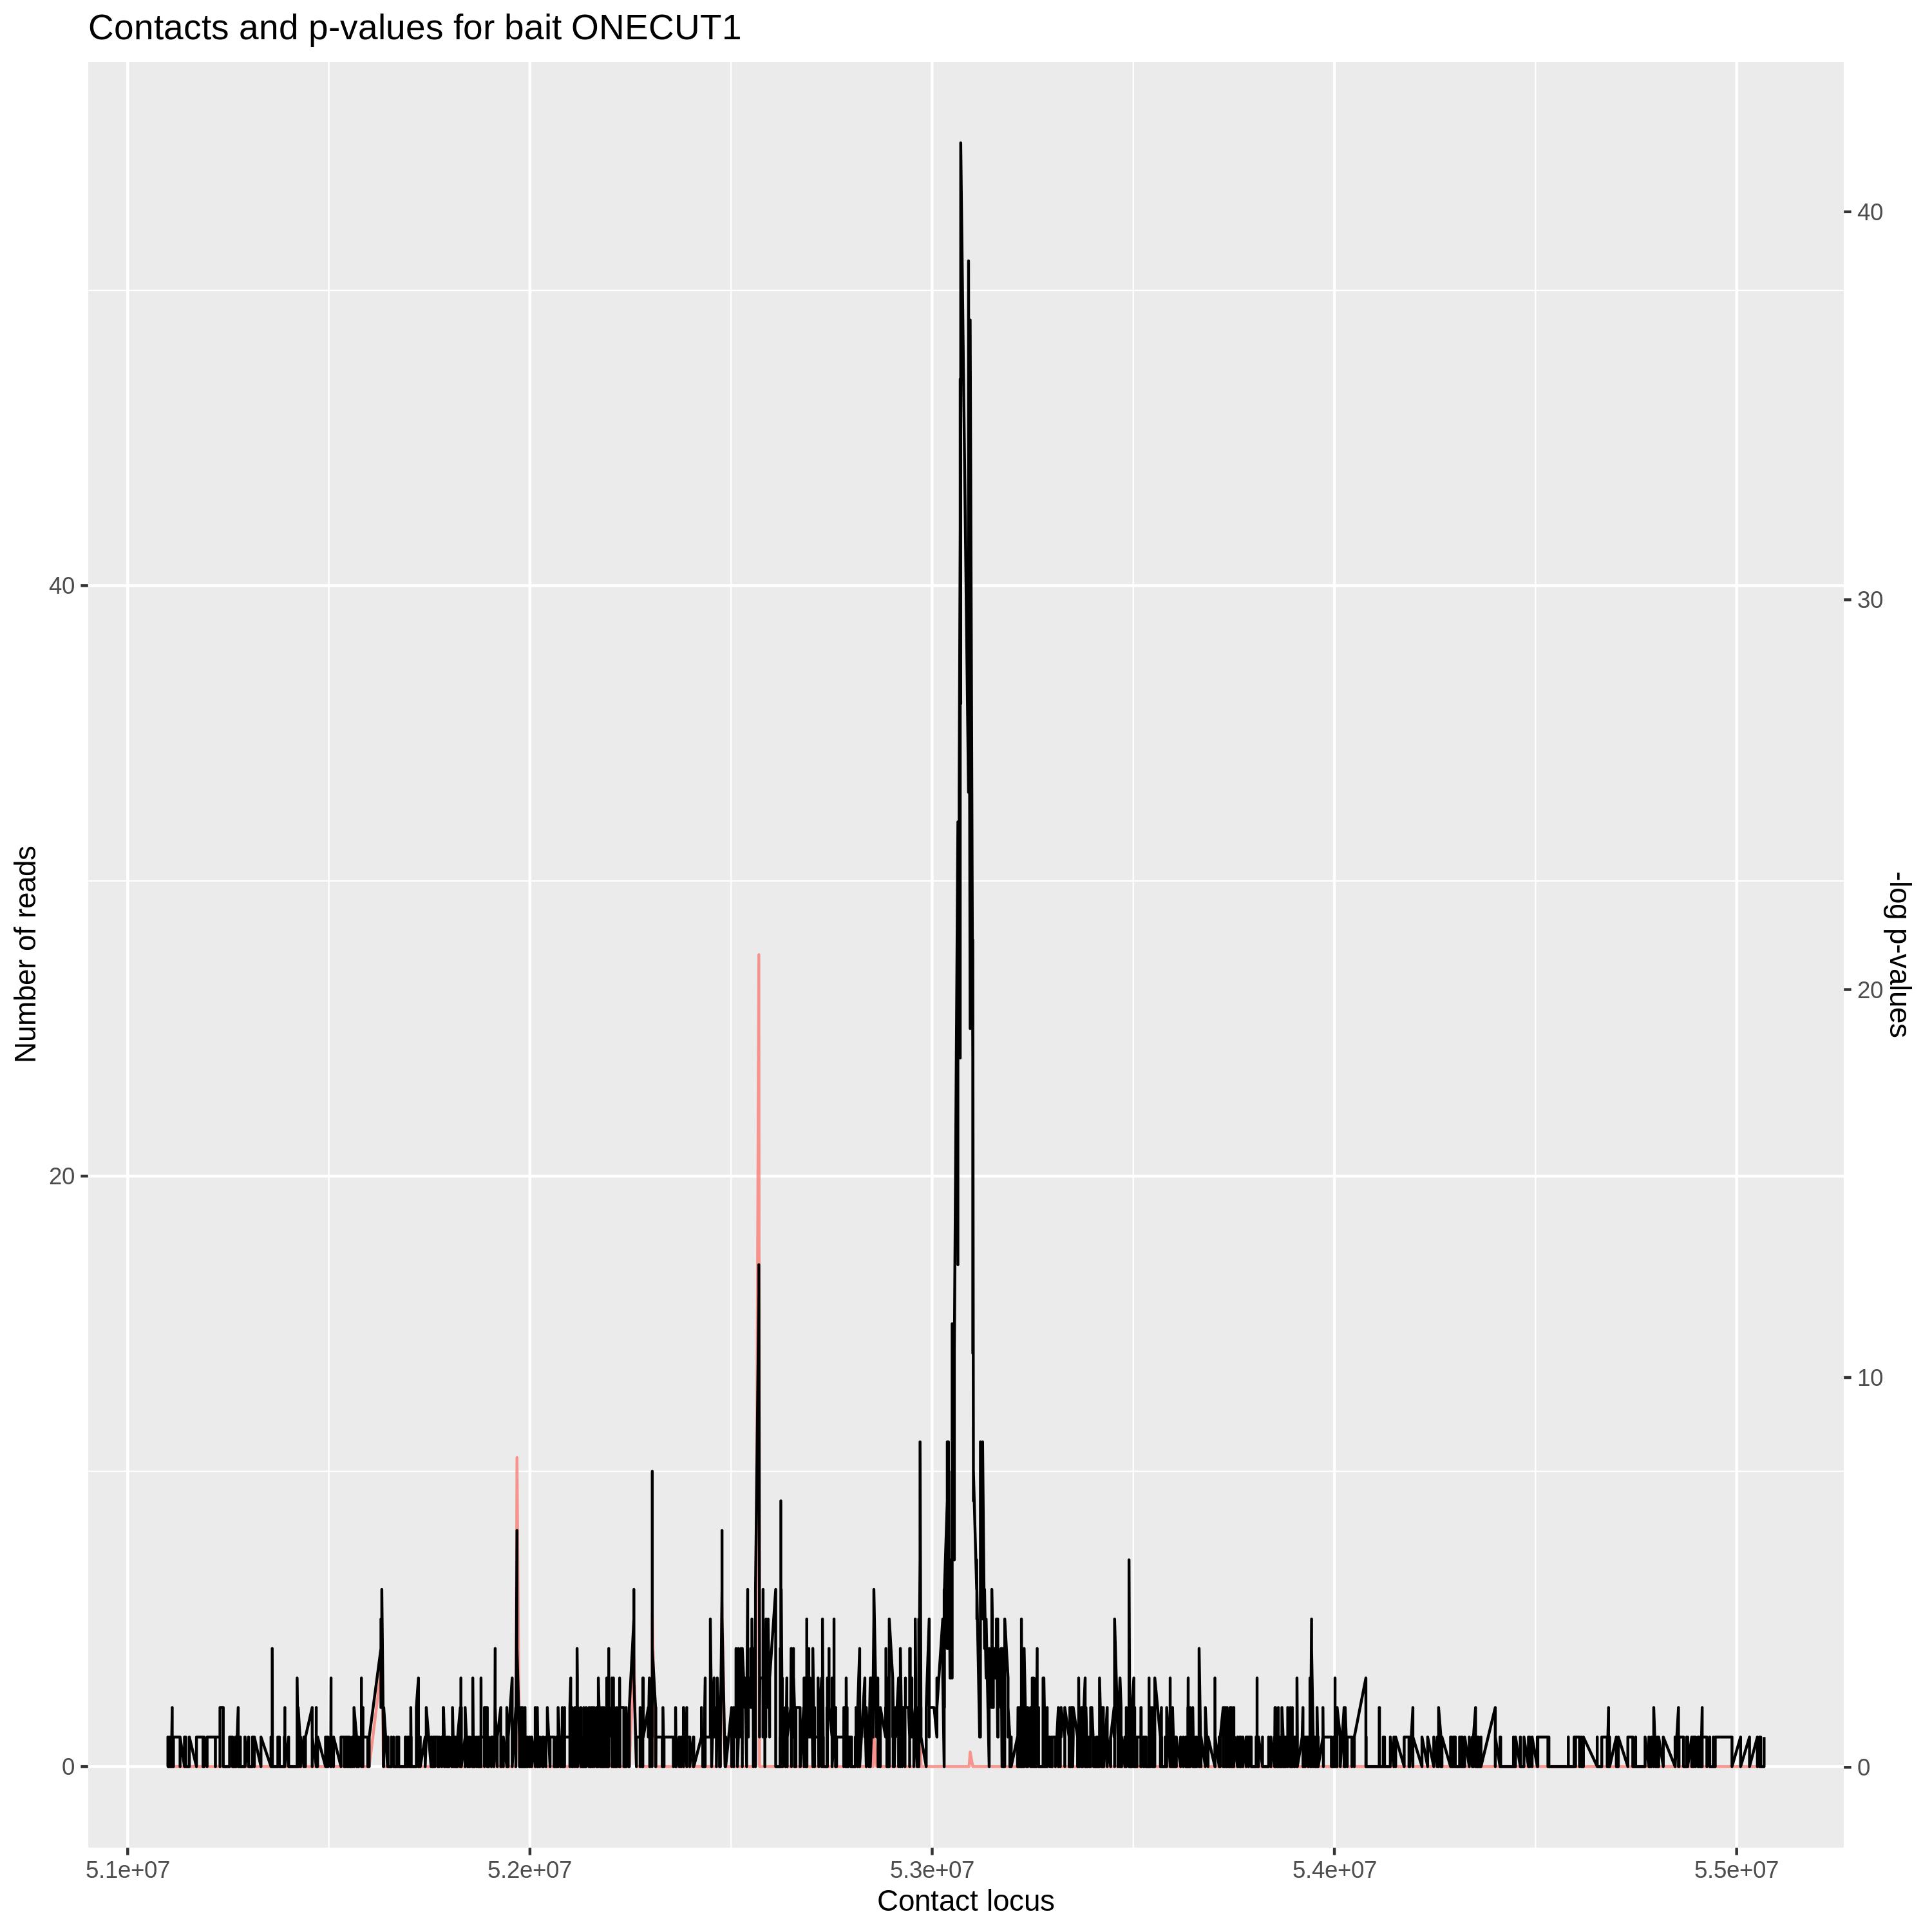 Contacts and p-values for bait ONECUT1
40
20
0
Number of reads
40
30
20
10
0
-log p-values
5.1e+07 5.2e+07 5.3e+07 5.4e+07 5.5e+07
Contact locus